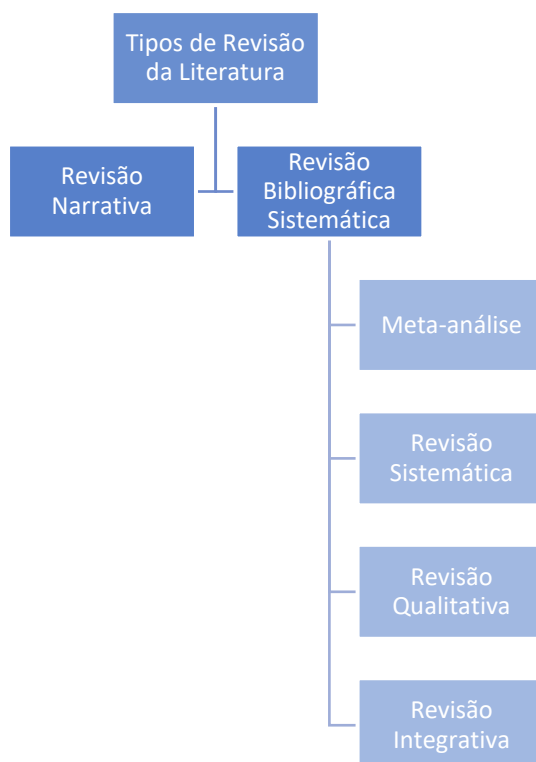 Tipos de Revisão
da Literatura
Revisão
Narrativa
Revisão
Bibliográfica
Sistemática
Meta-análise
Revisão
Sistemática
Revisão
Qualitativa
Revisão
Integrativa